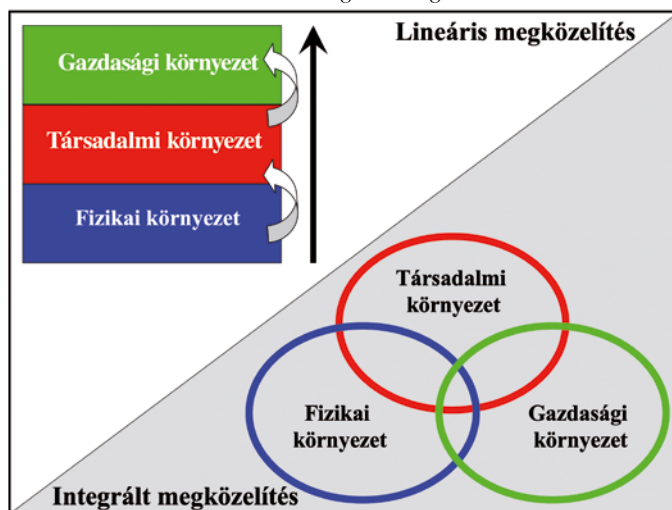 Lineáris megközelítés
Gazdasági környezet
Társadalmi környezet
Fizikai környezet
Társadalmi
környezet
Fizikai
környezet
Gazdasági
környezet
Integrált megközelítés